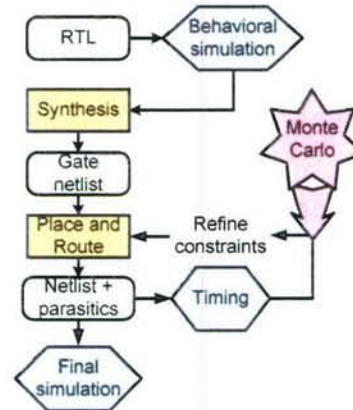 RTL
Behavioral
simulation
Synthesis
Monte
Carlo
Gate
netlist
Place and
Route
Refine
constraints
Netlist +
parasitics
Timing
Final
simulation